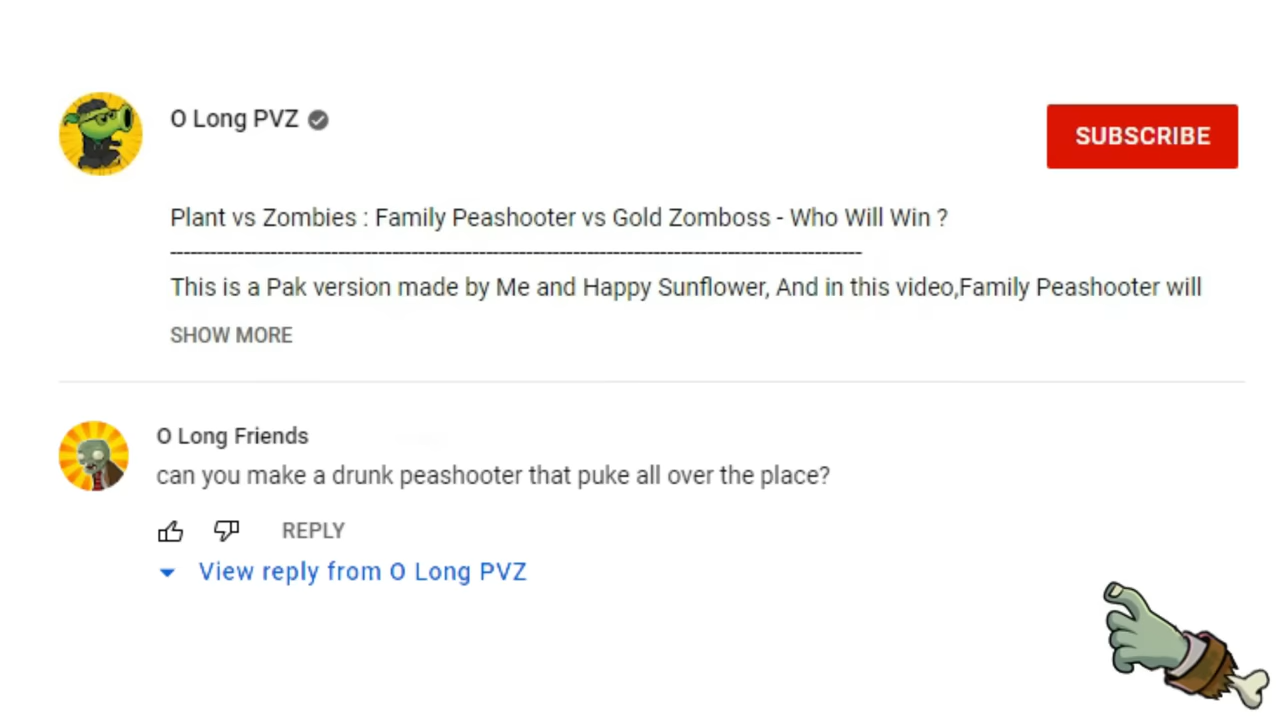 O Long PVZ
SUBSCRIBE
Plant vs Zombies : Family Peashooter vs Gold Zomboss - Who Will Win ?
--------------------------------------------------------------------------------------------------------
This is a Pak version made by Me and Happy Sunflower, And in this video,Family Peashooter will
SHOW MORE
O Long Friends
can you make a drunk peashooter that puke all over the place?
REPLY
View reply from O Long PVZ